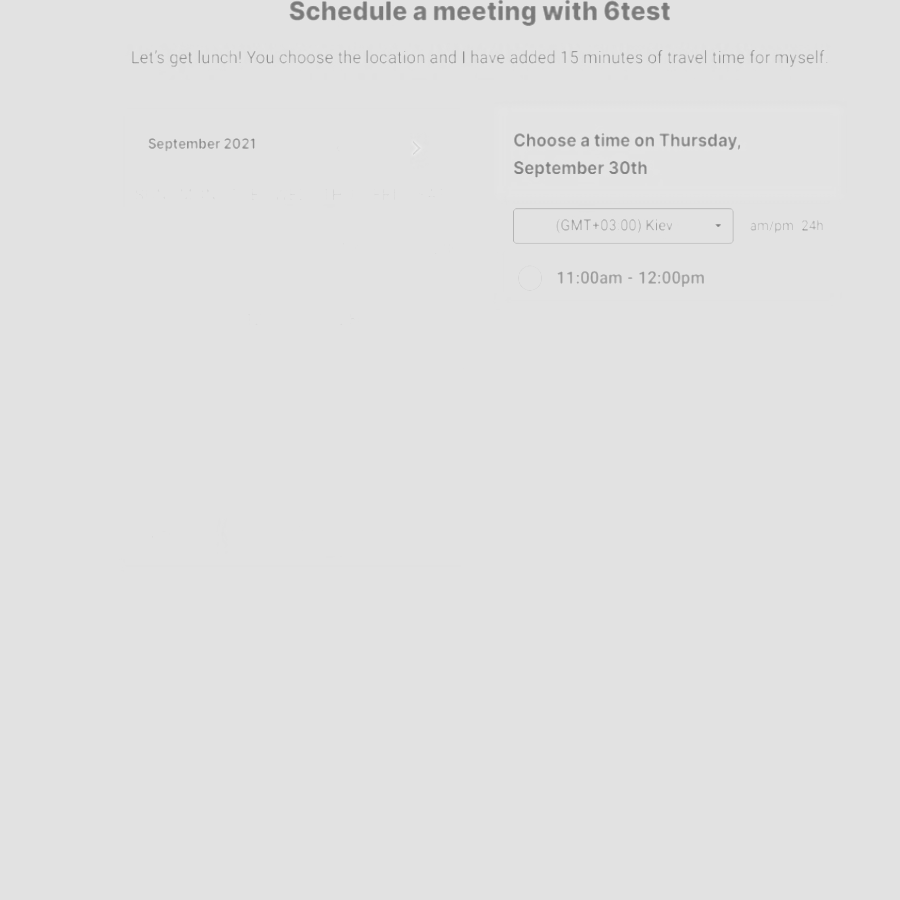 Schedule a meeting with 6test
Let's get lunch! You choose the location and I have added 15 minutes of travel time for myself.
September 2021
Choose a time on Thursday,
September 30th
(GMT+03:00) Kiev
am/pm 24h
11:00am - 12:00pm